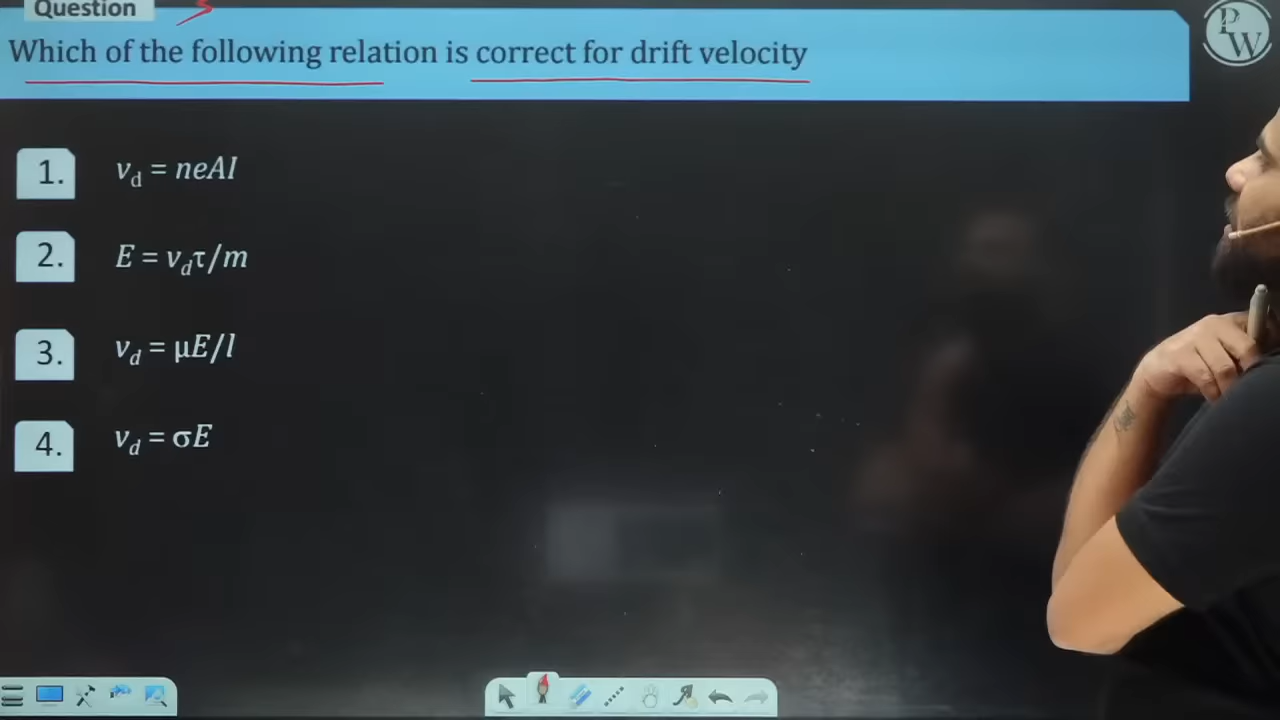 Question
Which of the following relation is correct for drift velocity
PW
1. v_d = neAI
2. E = v_dτ/m
3. v_d = μE/l
4. v_d = σE